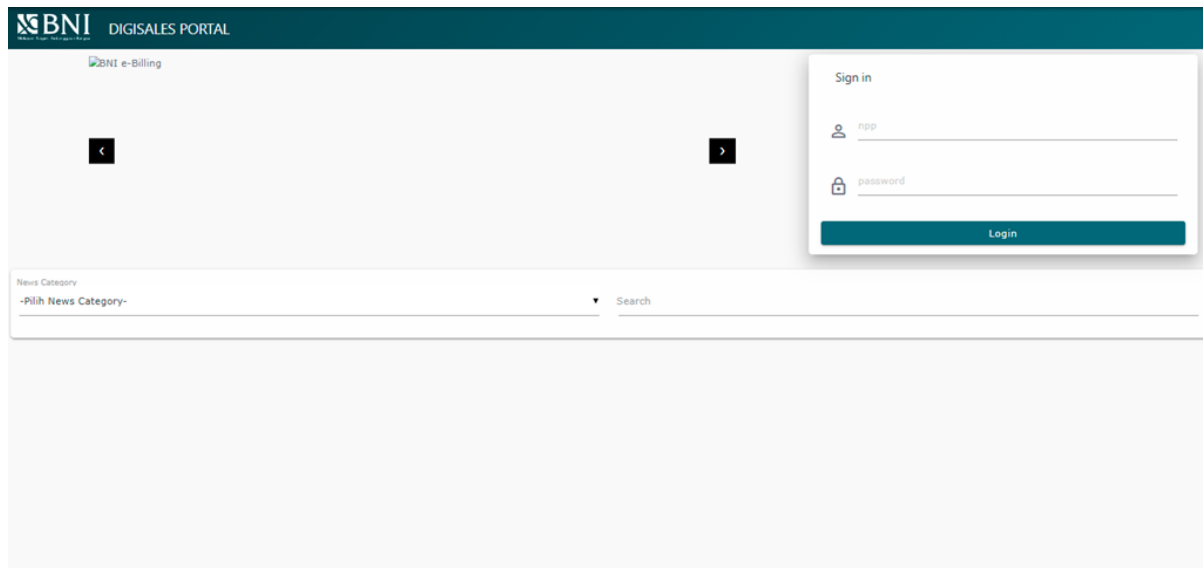 BNI
DIGISALES PORTAL
BNI e-Billing
Sign in
npp
password
Login
News Category
-Pilih News Category-
Search